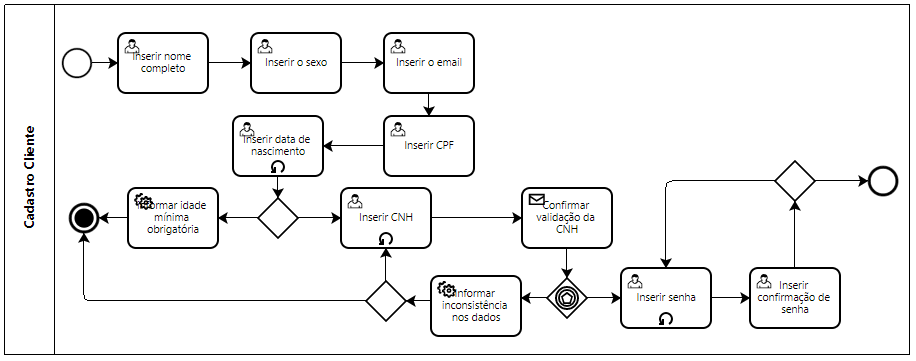 Cadastro Cliente
Inserir nome
completo
Inserir o sexo
Inserir o email
Inserir data de
nascimento
Inserir CPF
Informar idade
mínima
obrigatória
Inserir CNH
Confirmar
validação da
CNH
Informar
inconsistência
nos dados
Inserir senha
Inserir
confirmação de
senha